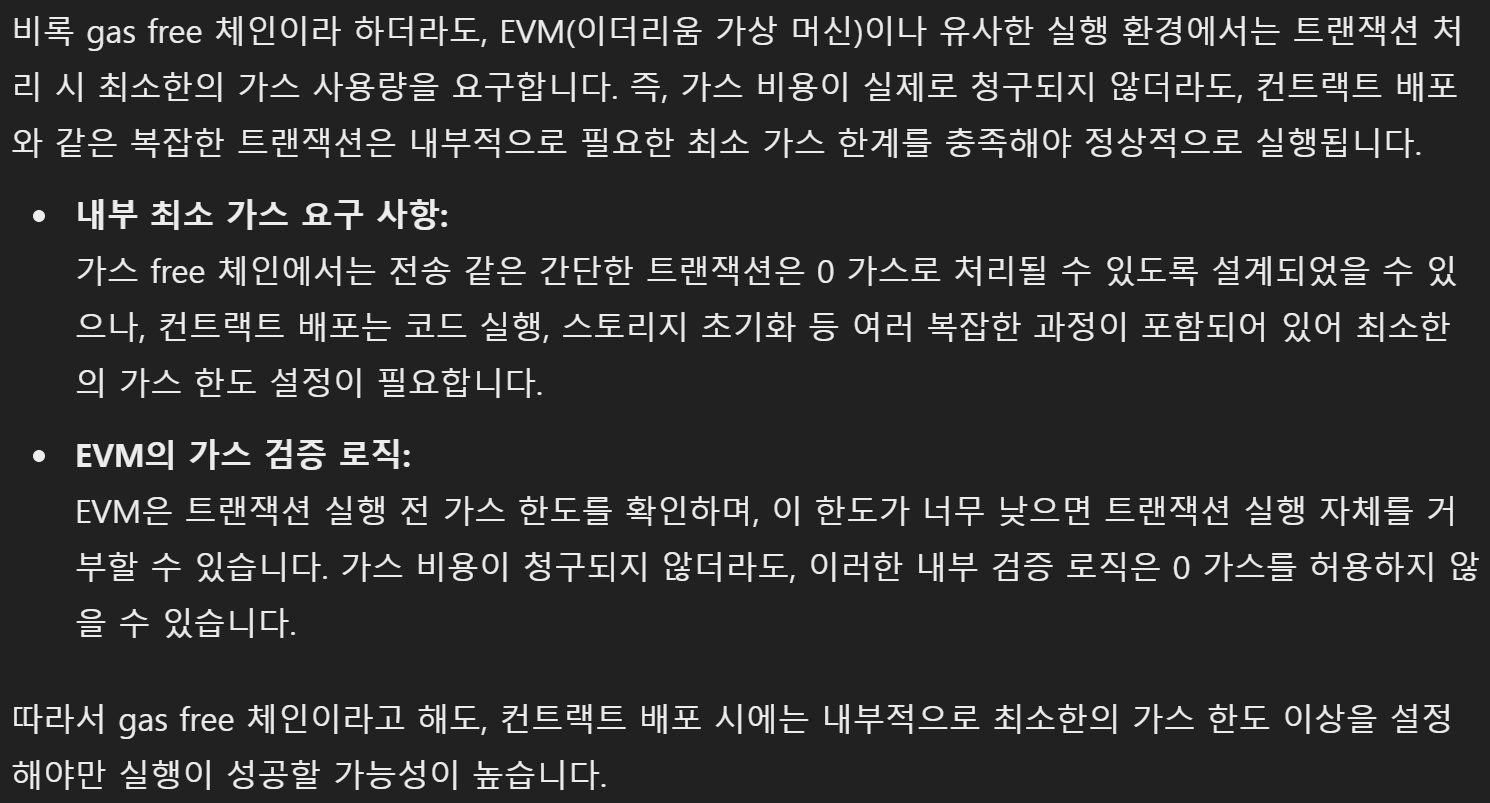 비록 gas free 체인이라 하더라도, EVM(이더리움 가상 머신)이나 유사한 실행 환경에서는 트랜잭션 처
리 시 최소한의 가스 사용량을 요구합니다. 즉, 가스 비용이 실제로 청구되지 않더라도, 컨트랙트 배포
와 같은 복잡한 트랜잭션은 내부적으로 필요한 최소 가스 한계를 충족해야 정상적으로 실행됩니다.
• 내부 최소 가스 요구 사항:
가스 free 체인에서는 전송 같은 간단한 트랜잭션은 0 가스로 처리될 수 있도록 설계되었을 수 있
으나, 컨트랙트 배포는 코드 실행, 스토리지 초기화 등 여러 복잡한 과정이 포함되어 있어 최소한
의 가스 한도 설정이 필요합니다.
• EVM의 가스 검증 로직:
EVM은 트랜잭션 실행 전 가스 한도를 확인하며, 이 한도가 너무 낮으면 트랜잭션 실행 자체를 거
부할 수 있습니다. 가스 비용이 청구되지 않더라도, 이러한 내부 검증 로직은 0 가스를 허용하지 않
을 수 있습니다.
따라서 gas free 체인이라고 해도, 컨트랙트 배포 시에는 내부적으로 최소한의 가스 한도 이상을 설정
해야만 실행이 성공할 가능성이 높습니다.